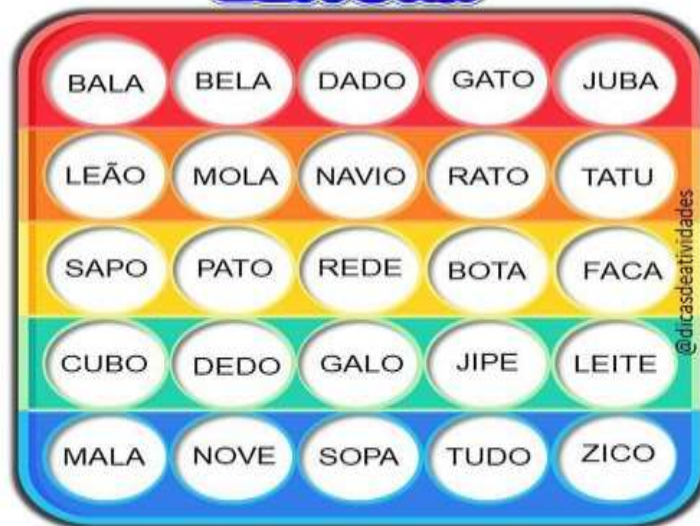 BALA BELA DADO GATO JUBA
LEÃO MOLA NAVIO RATO TATU
SAPO PATO REDE BOTA FACA
CUBO DEDO GALO JIPE LEITE
MALA NOVE SOPA TUDO ZICO
@dicasdeatividades